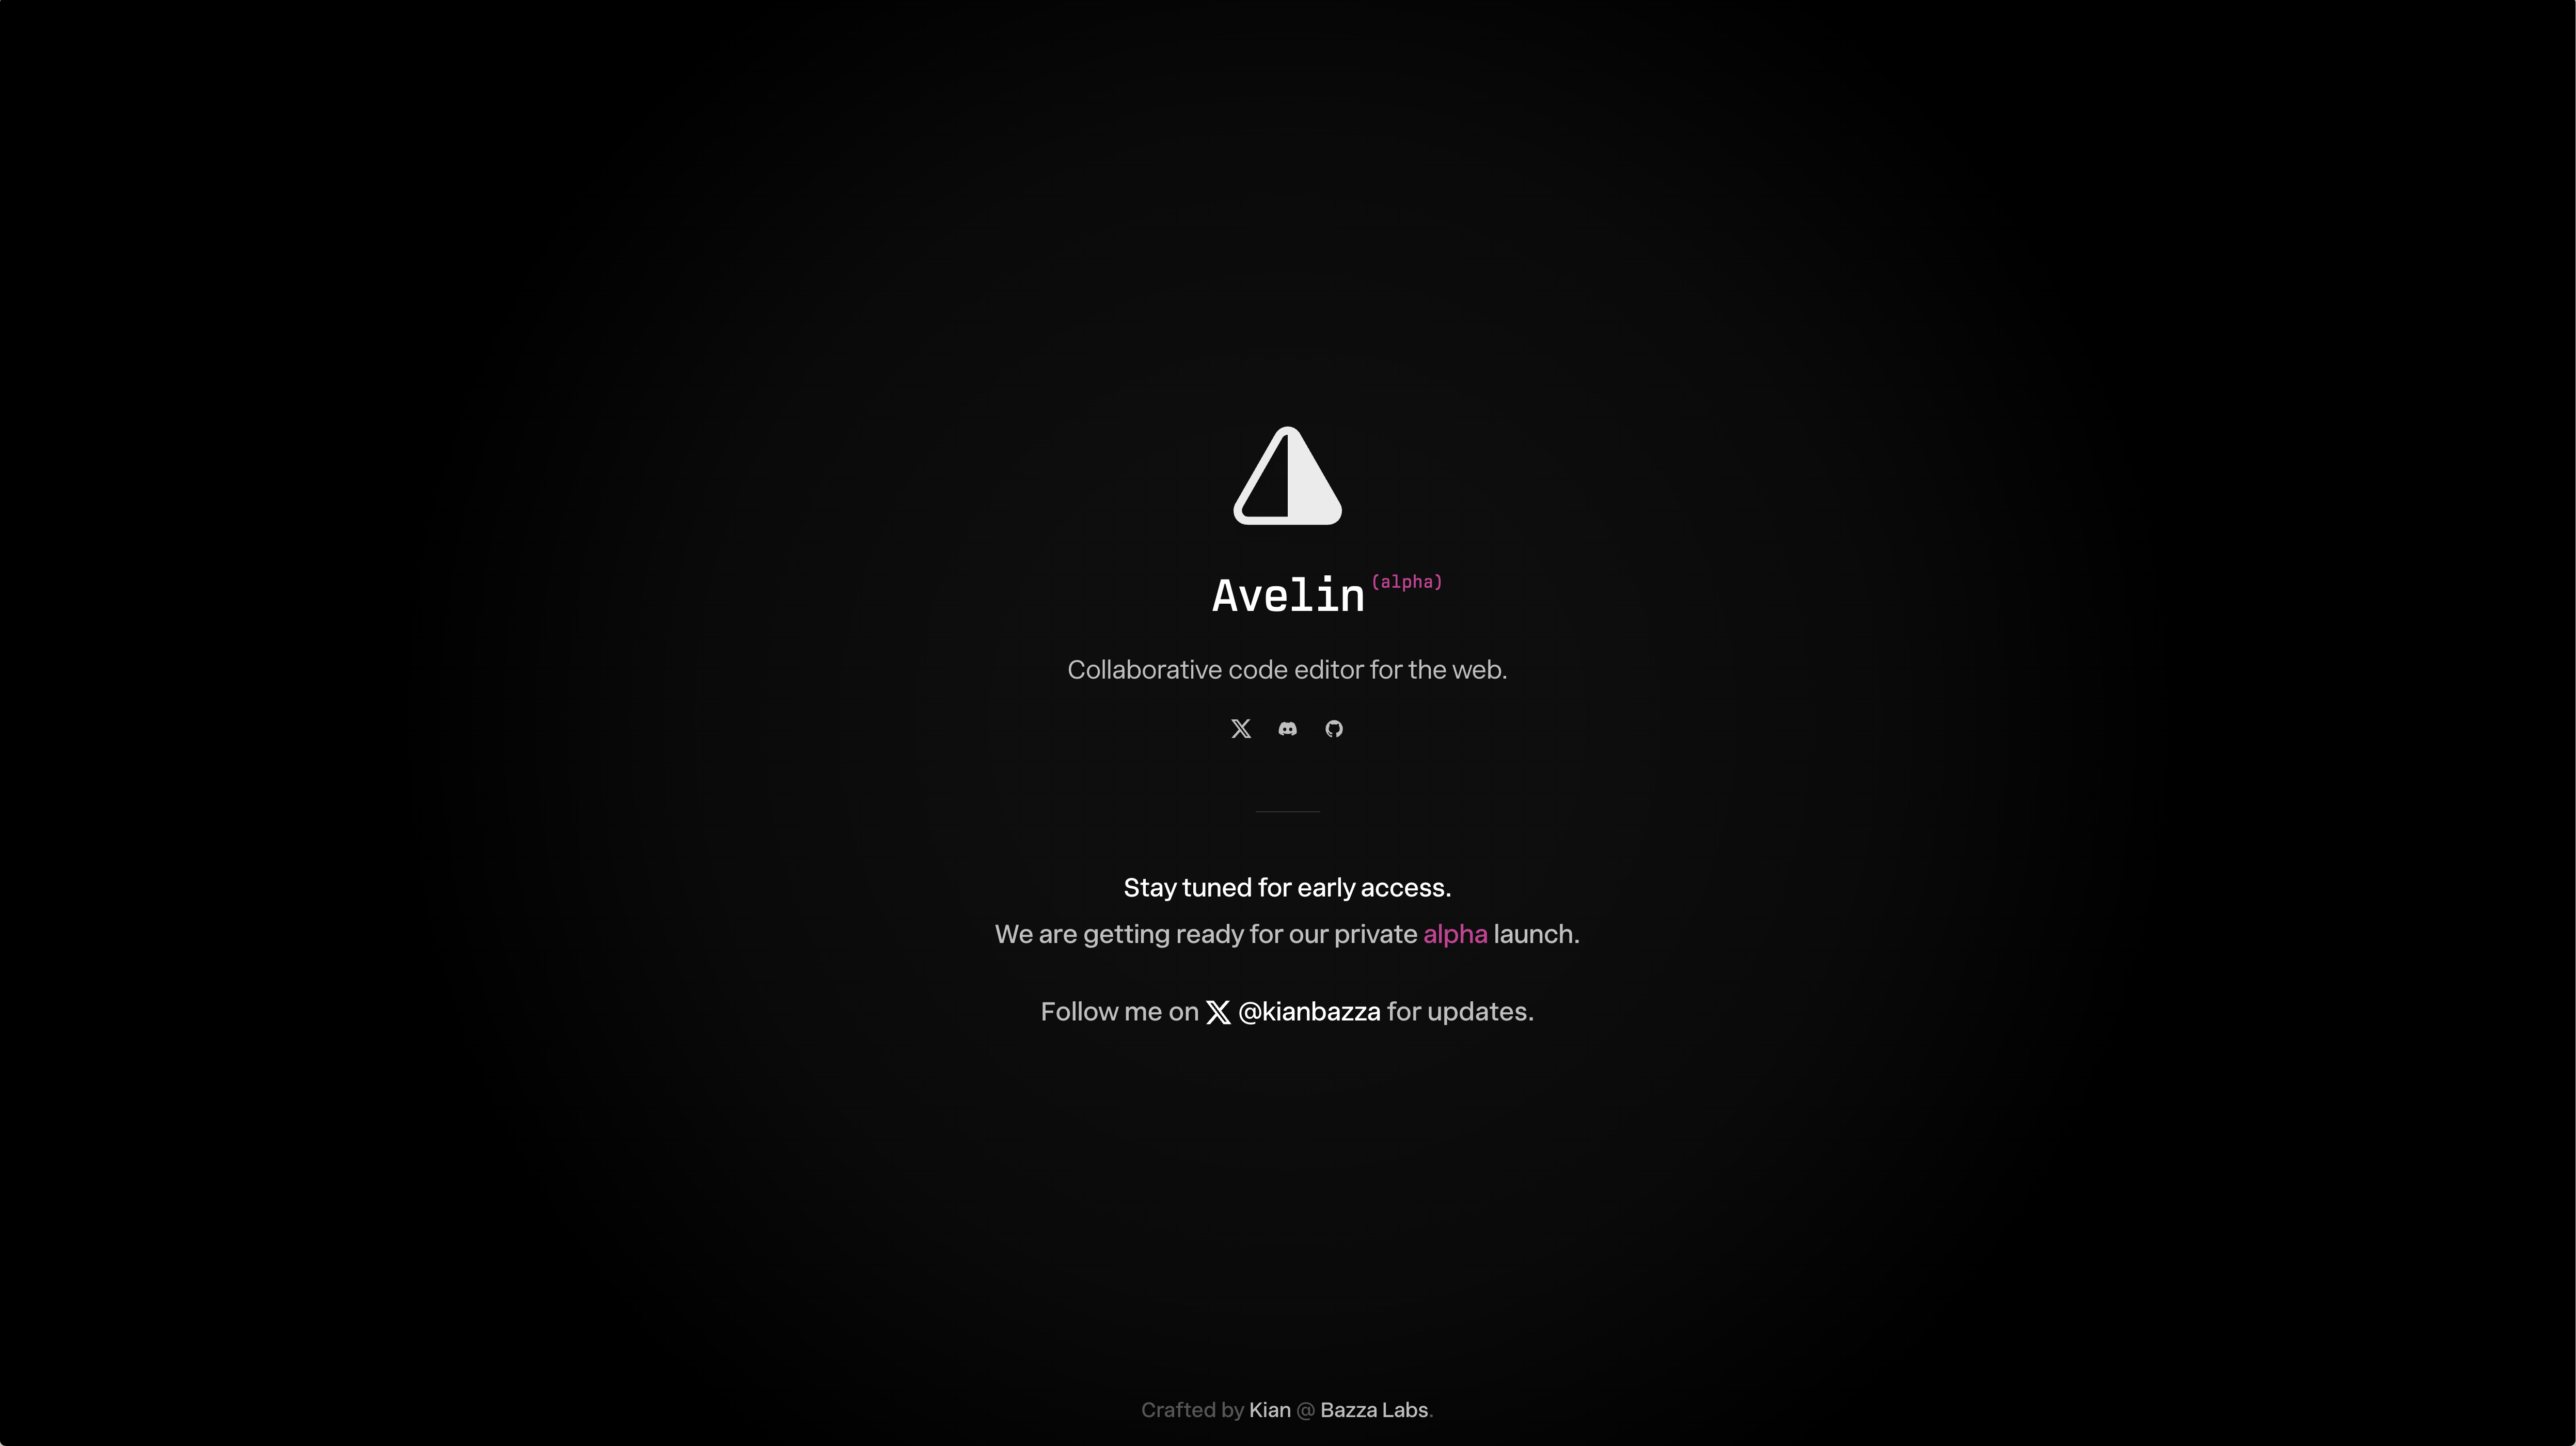 Avelin (alpha)
Collaborative code editor for the web.
Stay tuned for early access.
We are getting ready for our private alpha launch.
Follow me on X @kianbazza for updates.
Crafted by Kian @ Bazza Labs.